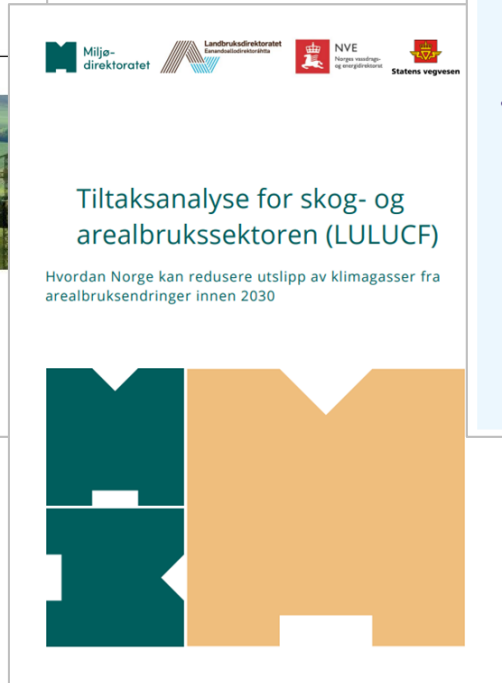 Miljø-
direktoratet
Landbruksdirektoratet
Eanandoallodirektoráhtta
NVE
Norges vassdrags-
og energidirektorat
Statens vegvesen
Tiltaksanalyse for skog- og
arealbrukssektoren (LULUCF)
Hvordan Norge kan redusere utslipp av klimagasser fra
arealbruksendringer innen 2030